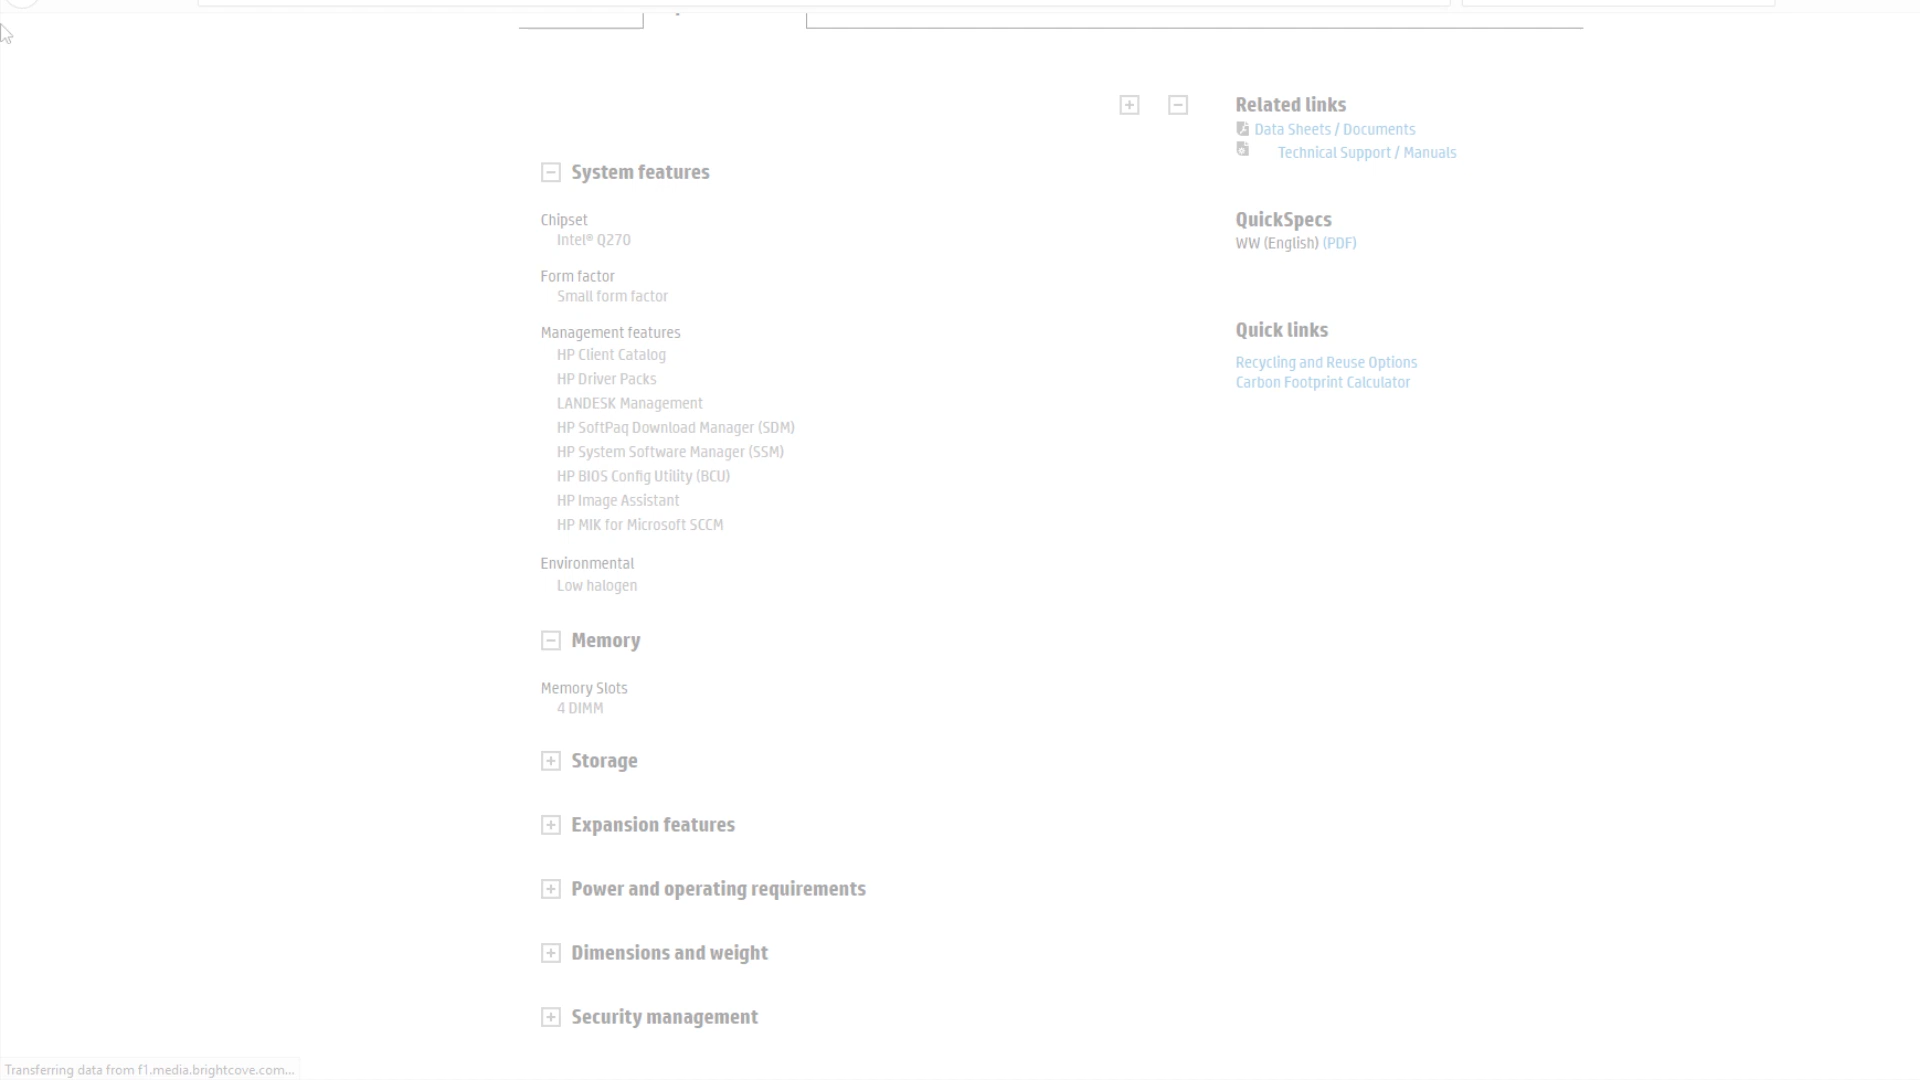 Related links
Data Sheets / Documents
Technical Support / Manuals
System features
Chipset
Intel® Q270
QuickSpecs
WW (English) (PDF)
Form factor
Small form factor
Management features
HP Client Catalog
HP Driver Packs
LANDESK Management
HP SoftPaq Download Manager (SDM)
HP System Software Manager (SSM)
HP BIOS Config Utility (BCU)
HP Image Assistant
HP MIK for Microsoft SCCM
Quick links
Recycling and Reuse Options
Carbon Footprint Calculator
Environmental
Low halogen
Memory
Memory Slots
4 DIMM
Storage
Expansion features
Power and operating requirements
Dimensions and weight
Security management
Transferring data from f1.media.brightcove.com...